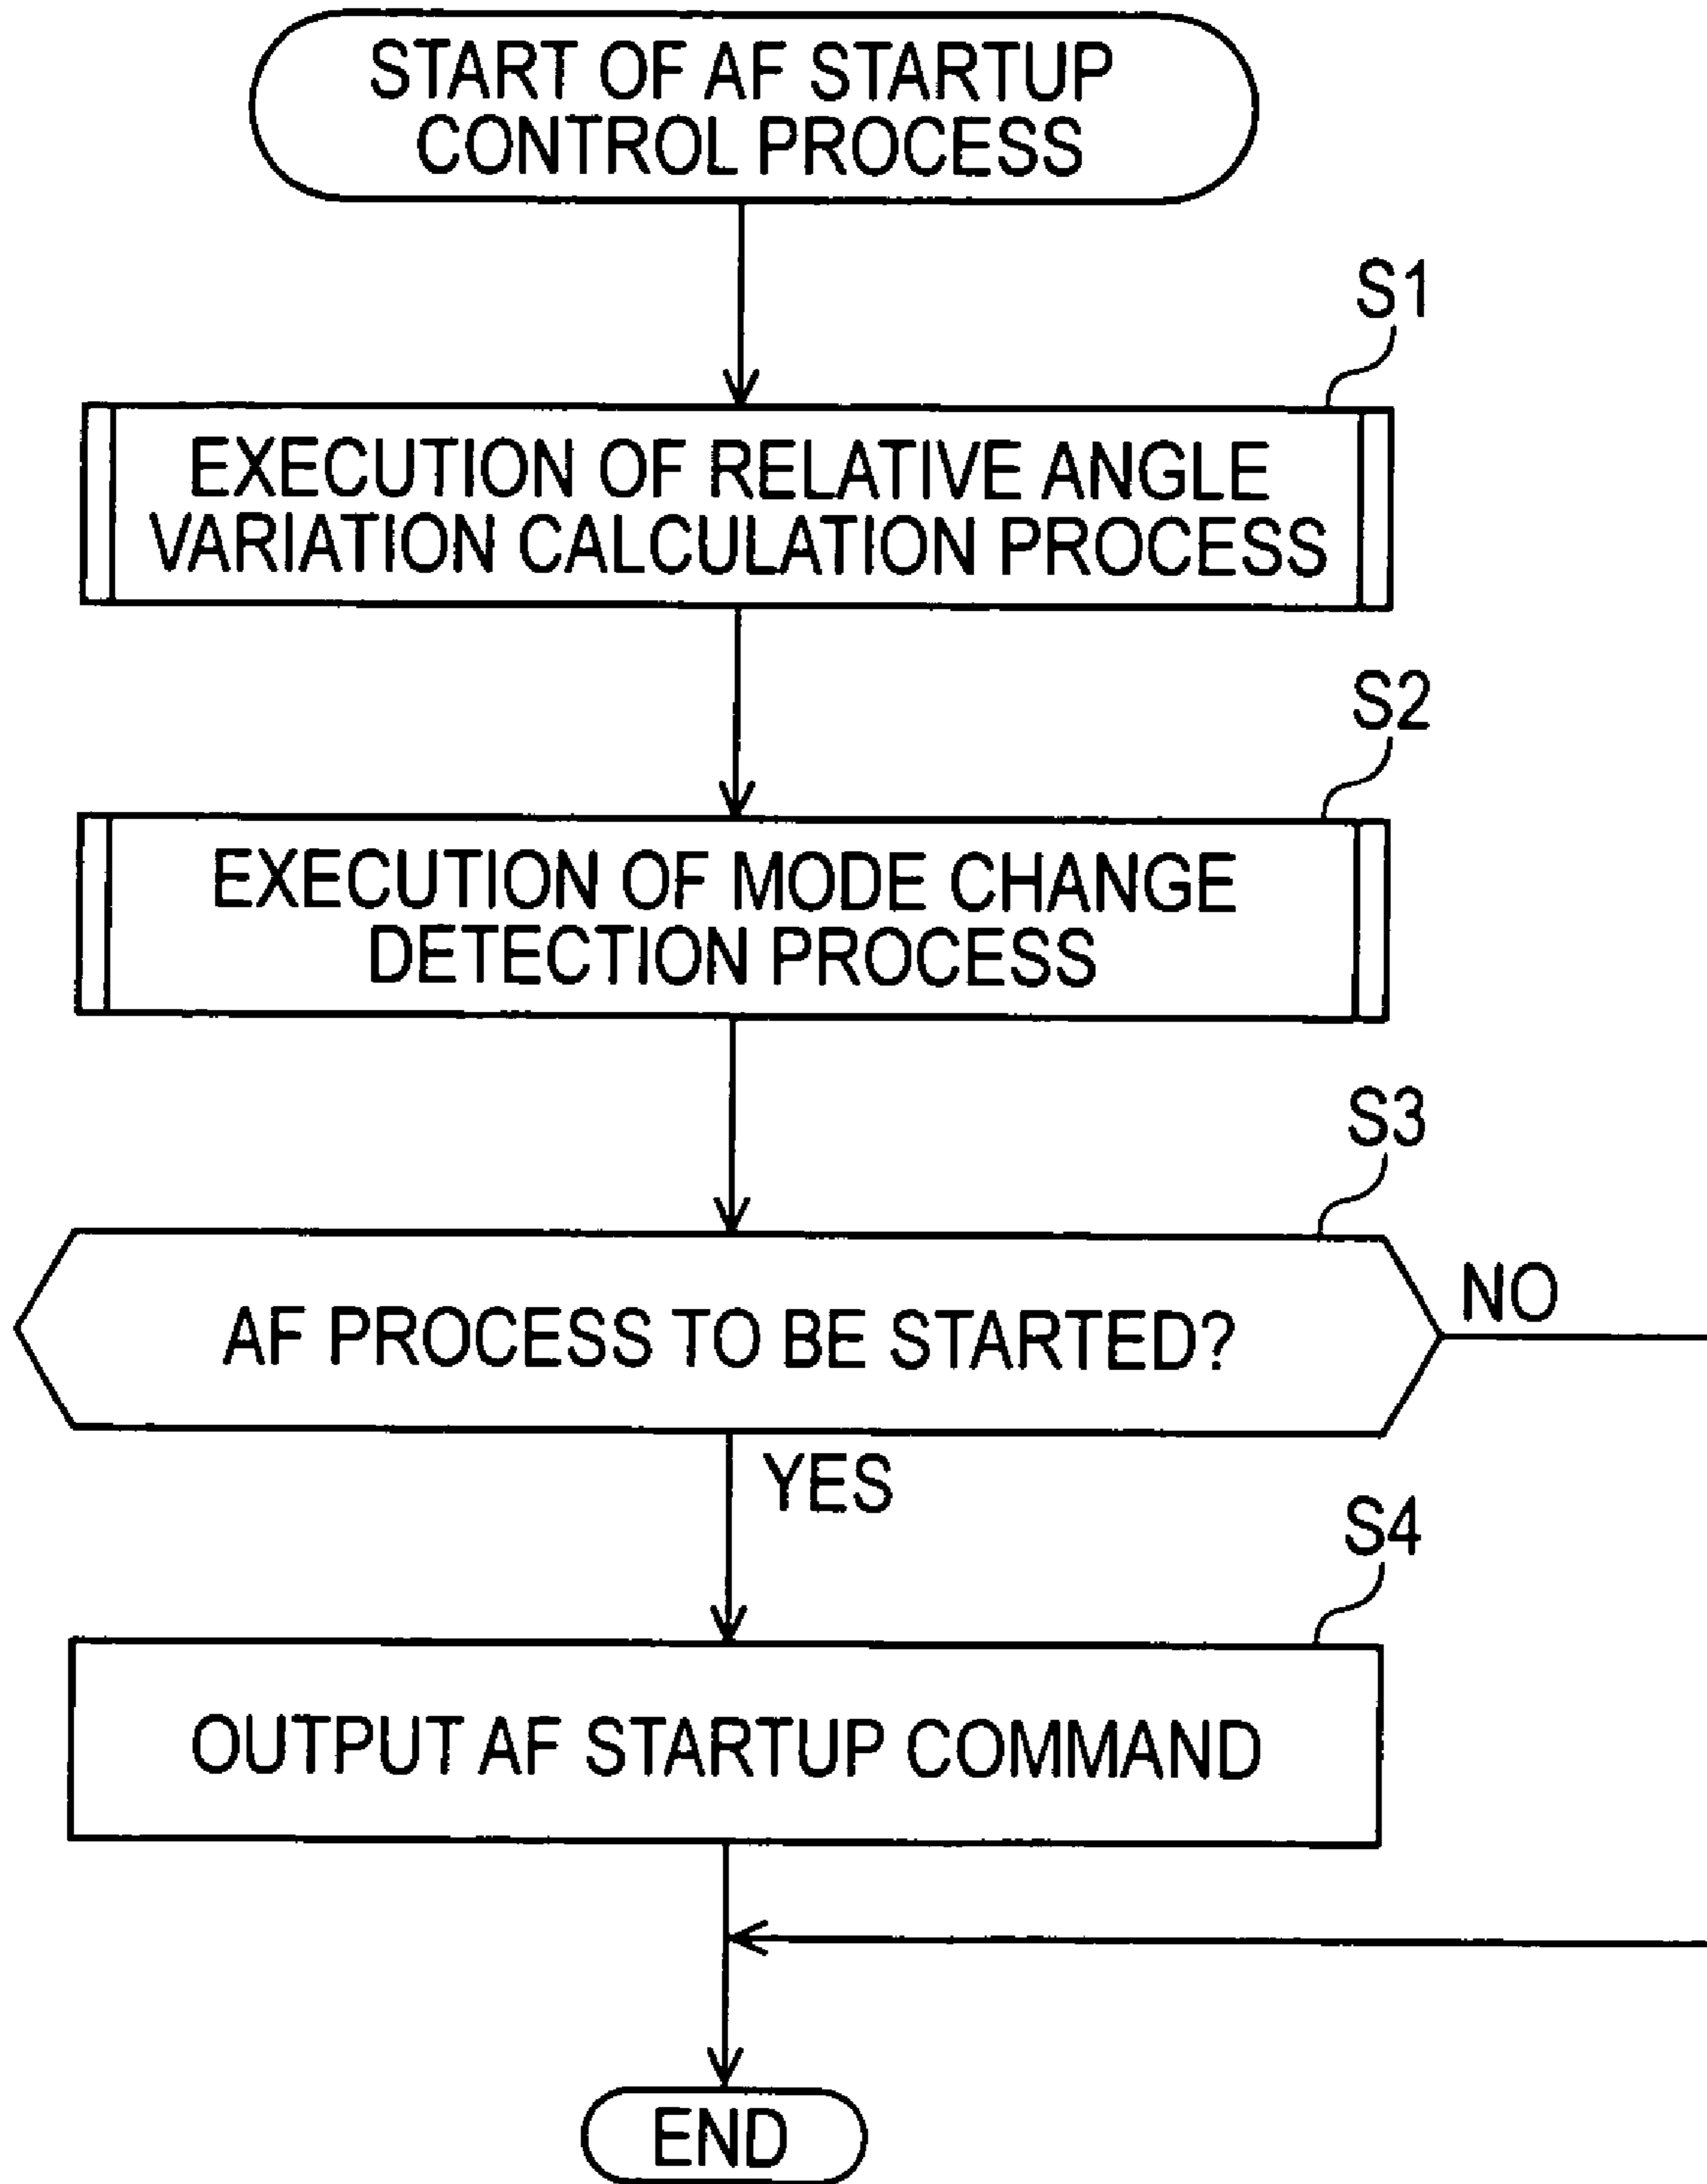 START OF AF STARTUP
CONTROL PROCESS
S1
EXECUTION OF RELATIVE ANGLE
VARIATION CALCULATION PROCESS
S2
EXECUTION OF MODE CHANGE
DETECTION PROCESS
S3
AF PROCESS TO BE STARTED?
NO
YES
S4
OUTPUT AF STARTUP COMMAND
END